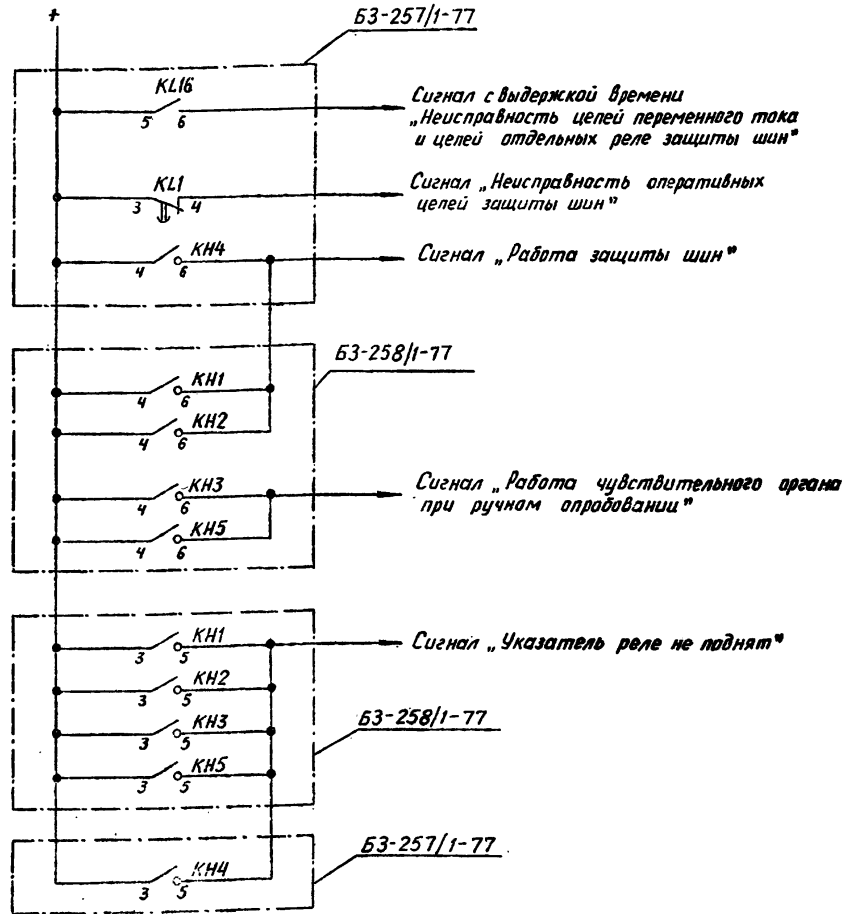 +
БЗ-257/1-77
KL16
5 6
Сигнал с выдержкой времени
„Неисправность цепей переменного тока
и цепей отдельных реле защиты шин"
KL1
3 4
Сигнал „Неисправность оперативных
цепей защиты шин"
KH4
4 6
Сигнал „Работа защиты шин"
БЗ-258/1-77
KH1
4 6
KH2
4 6
KH3
4 6
Сигнал „Работа чувствительного органа
при ручном опробовании"
KH5
4 6
KH1
3 5
Сигнал „Указатель реле не поднят"
KH2
3 5
БЗ-258/1-77
KH3
3 5
KH5
3 5
БЗ-257/1-77
KH4
3 5